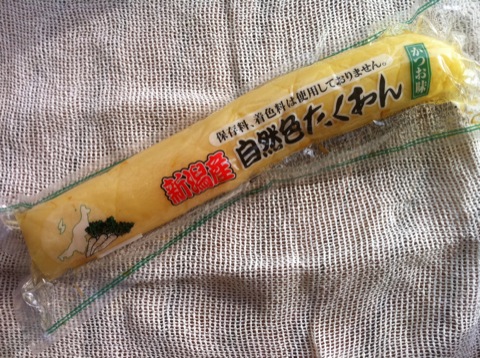 かつお味
保存料、着色料は使用しておりません。
新潟産
自然色たくあん